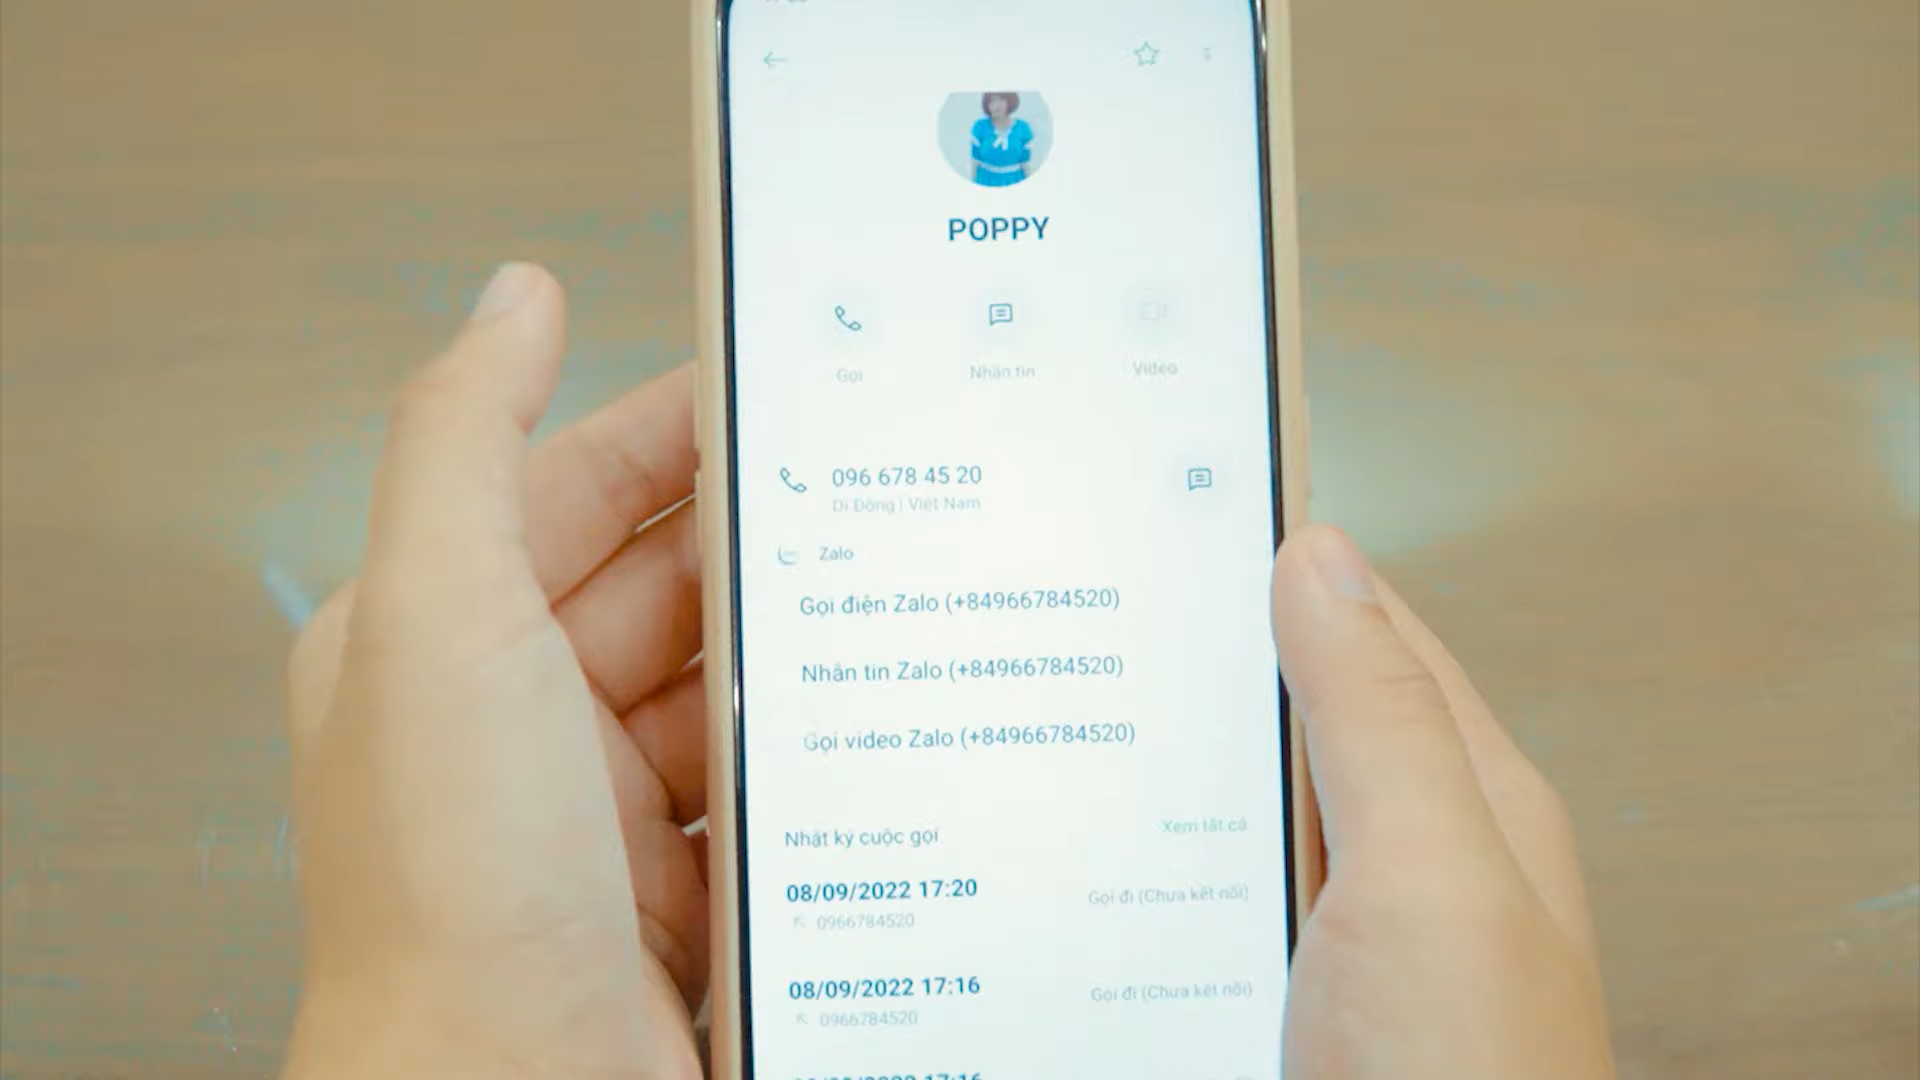 POPPY
Gọi
Nhắn tin
Video
096 678 45 20
Di Động | Việt Nam
Zalo
Gọi điện Zalo (+84966784520)
Nhắn tin Zalo (+84966784520)
Gọi video Zalo (+84966784520)
Nhật ký cuộc gọi
Xem tất cả
08/09/2022 17:20
Gọi đi (Chưa kết nối)
0966784520
08/09/2022 17:16
Gọi đi (Chưa kết nối)
0966784520